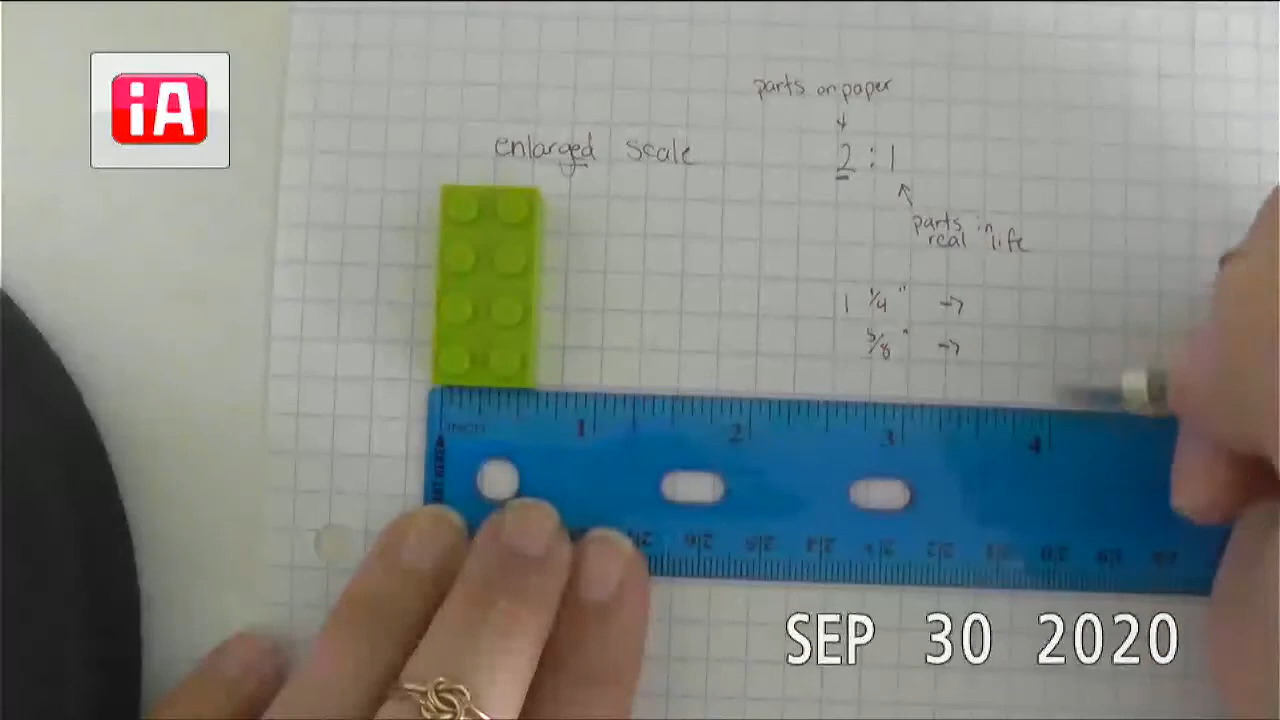 iA
parts on paper
enlarged scale
2 : 1
parts in
real life
1 1/4" →
5/8" →
INCH 1 2 3 4
SEP 30 2020